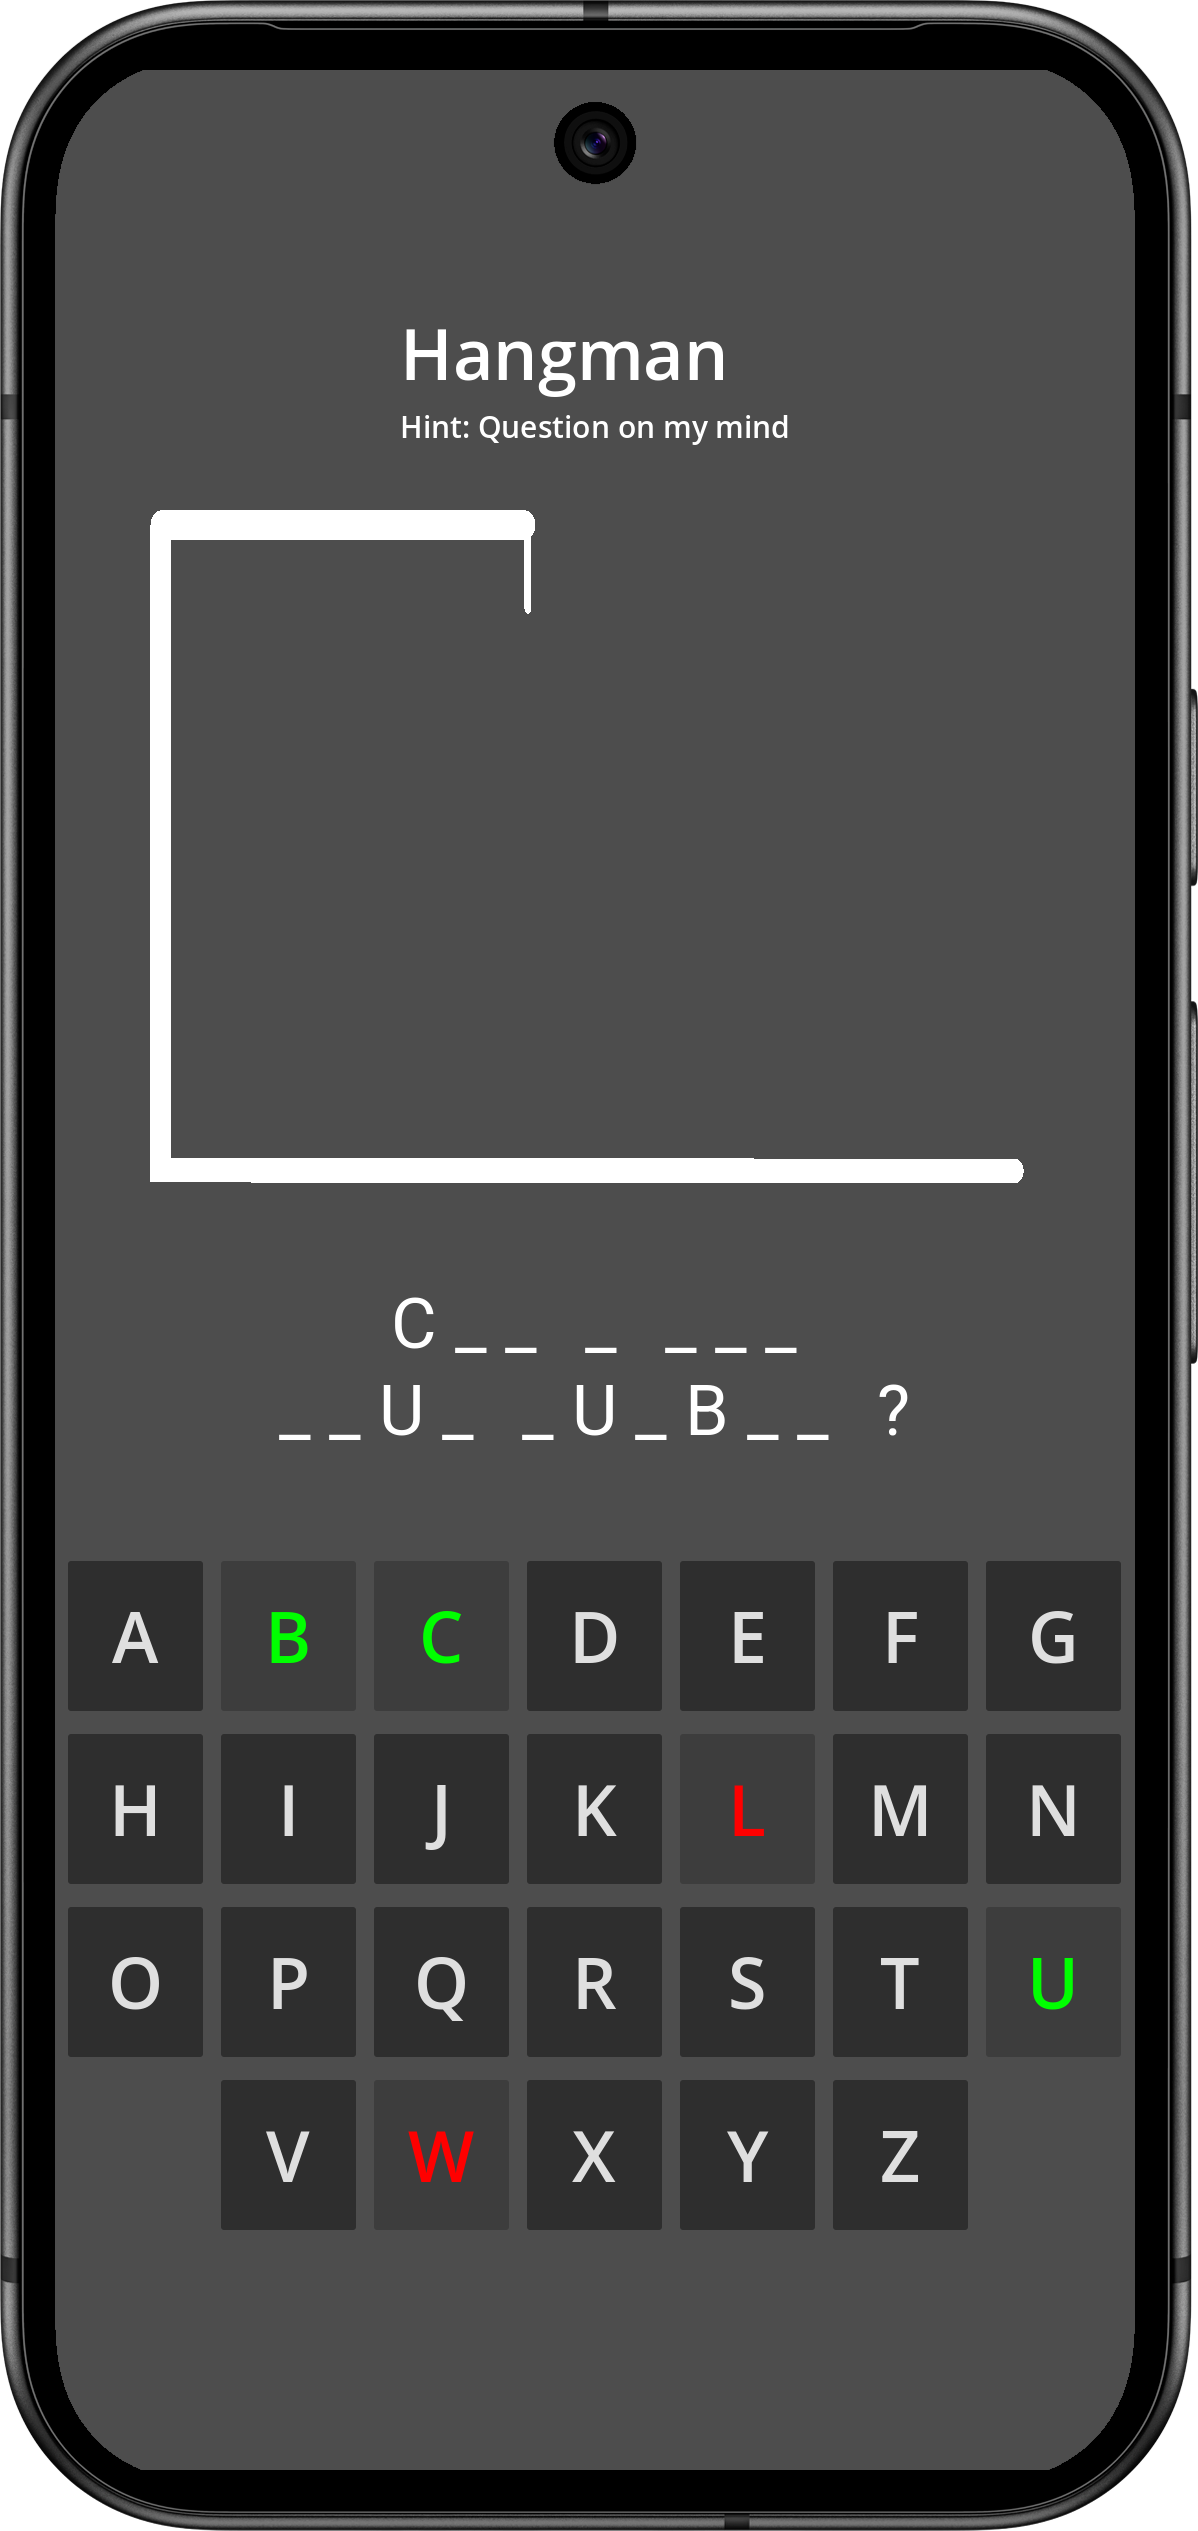 Hangman
Hint: Question on my mind
C _ _   _   _ _ _
_ _ U _   _ U _ B _ _   ?
A B C D E F G
H I J K L M N
O P Q R S T U
V W X Y Z